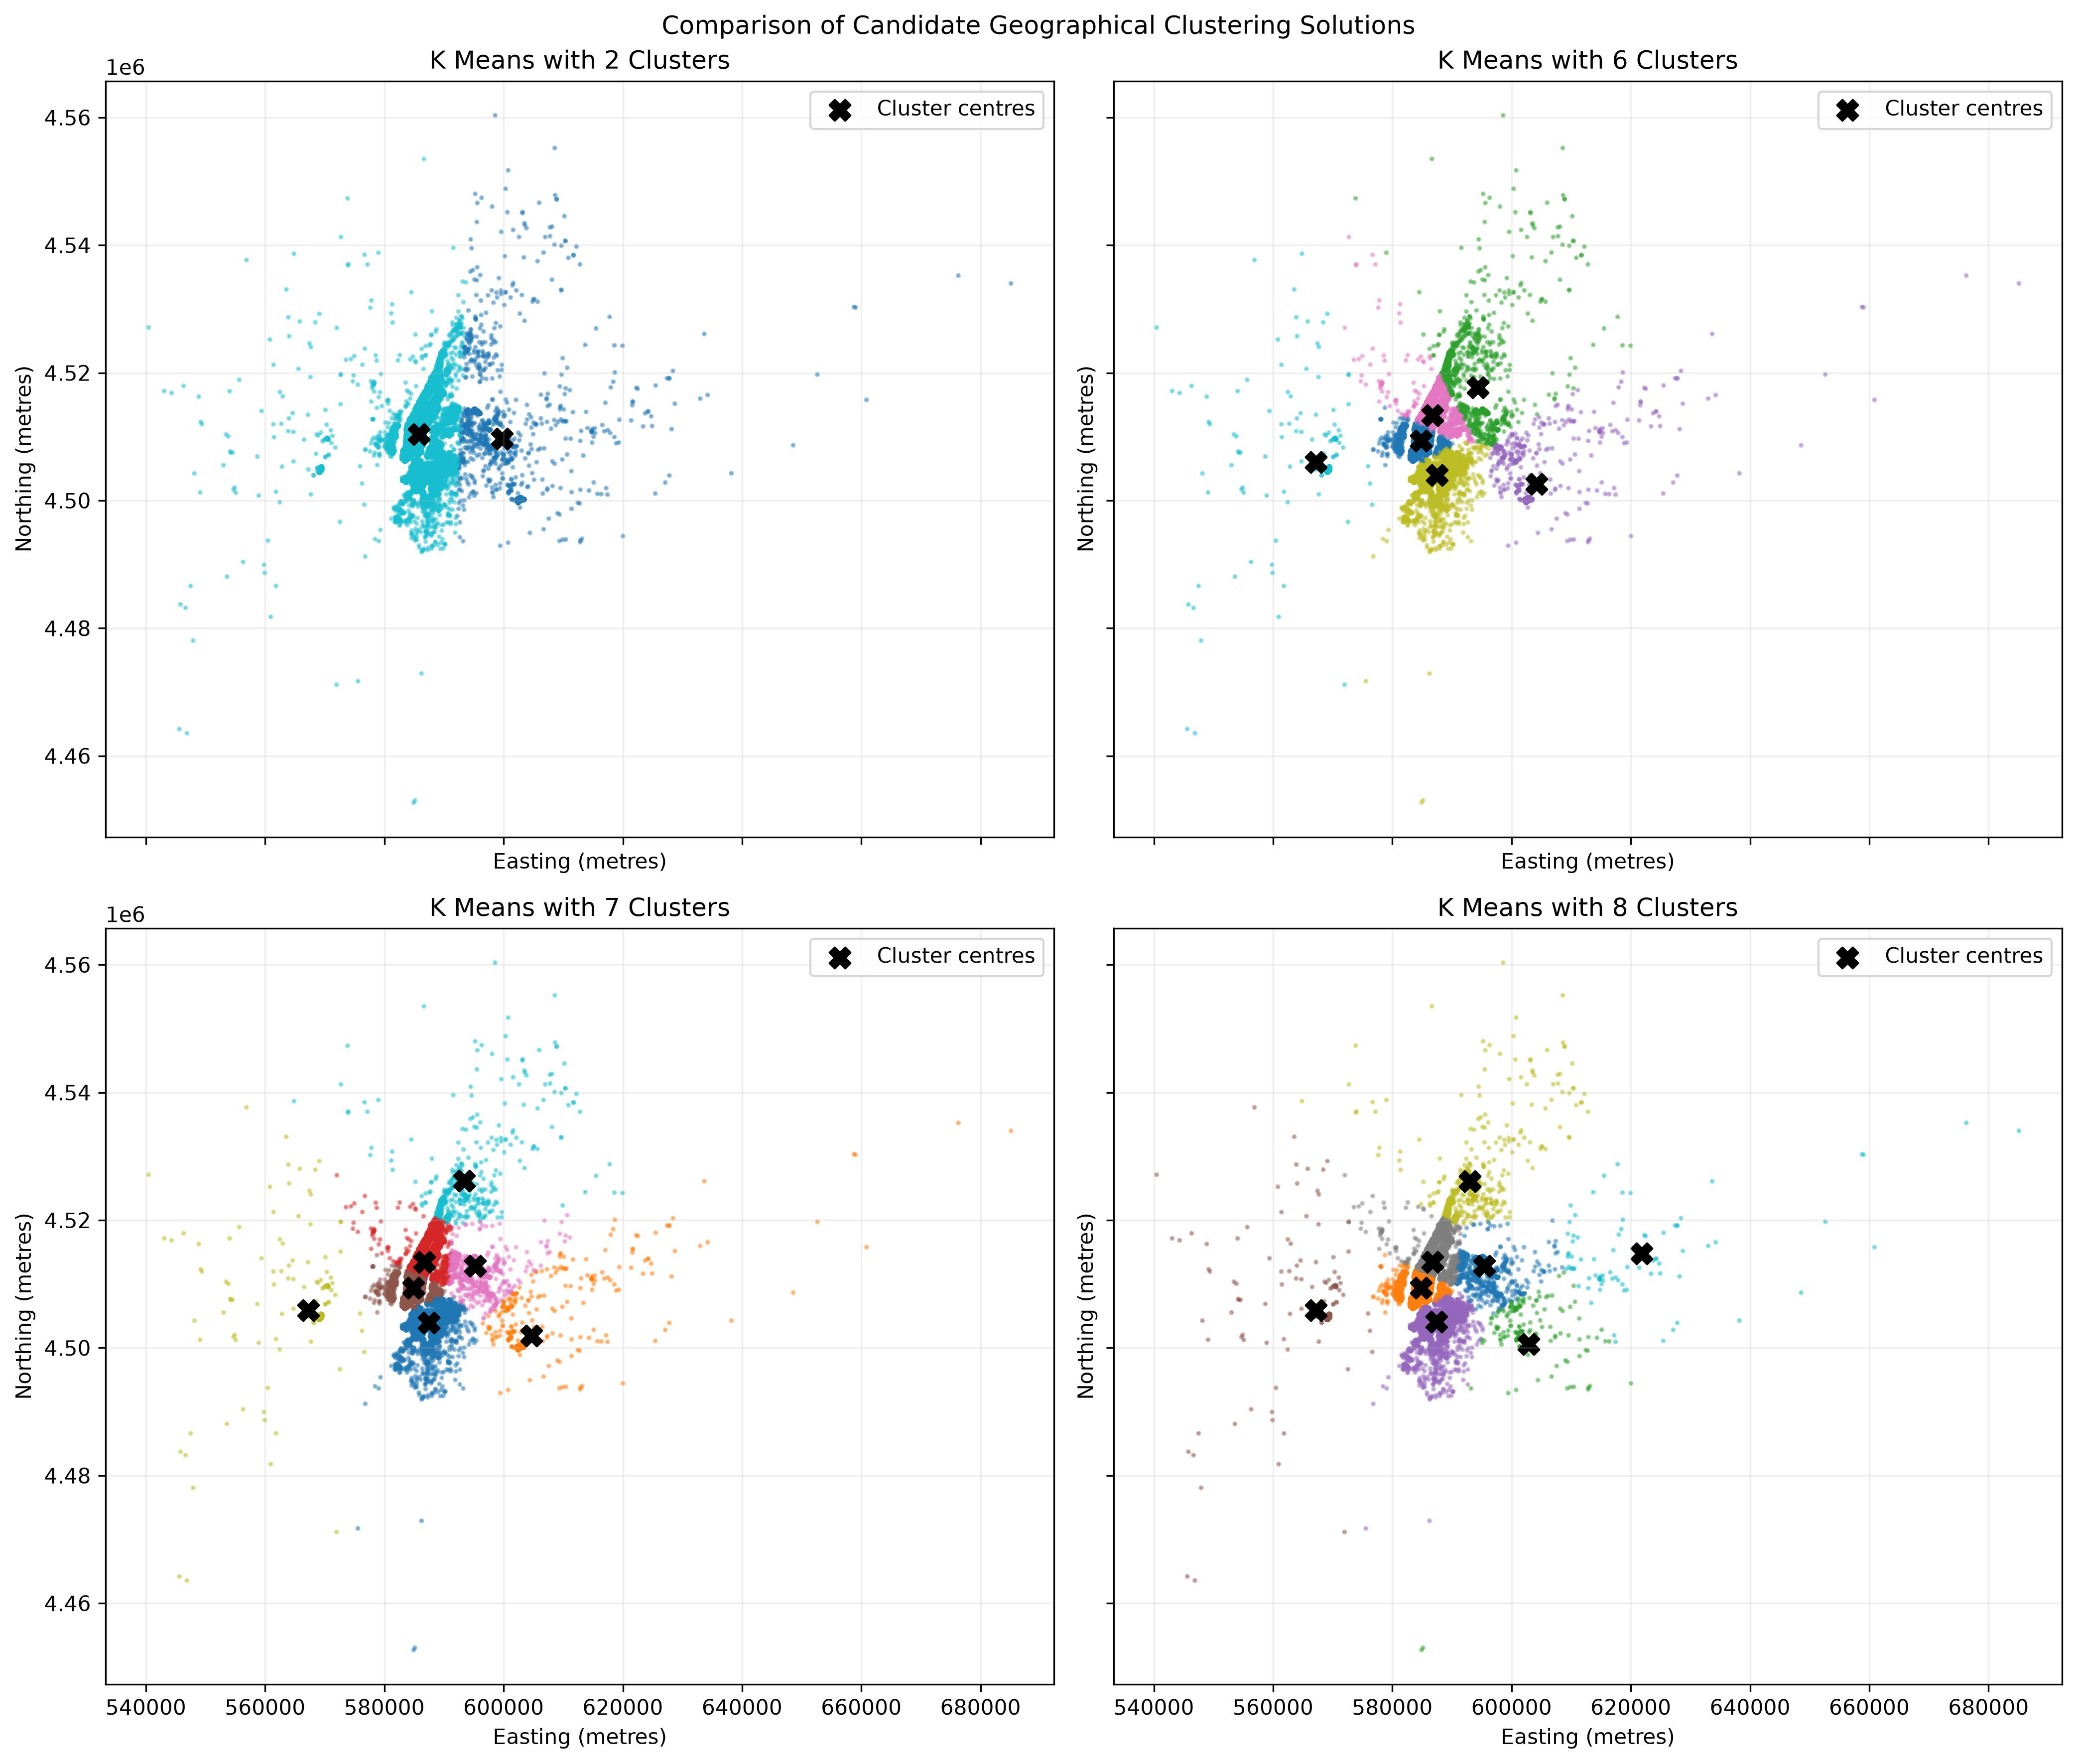 Comparison of Candidate Geographical Clustering Solutions
K Means with 2 Clusters
1e6
Cluster centres
4.56
4.54
4.52
4.50
4.48
4.46
Northing (metres)
Easting (metres)
K Means with 6 Clusters
Cluster centres
Northing (metres)
Easting (metres)
K Means with 7 Clusters
1e6
Cluster centres
4.56
4.54
4.52
4.50
4.48
4.46
Northing (metres)
540000 560000 580000 600000 620000 640000 660000 680000
Easting (metres)
K Means with 8 Clusters
Cluster centres
Northing (metres)
540000 560000 580000 600000 620000 640000 660000 680000
Easting (metres)